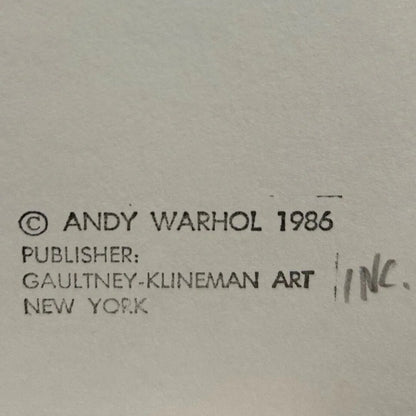 © ANDY WARHOL 1986
PUBLISHER:
GAULTNEY-KLINEMAN ART INC.
NEW YORK